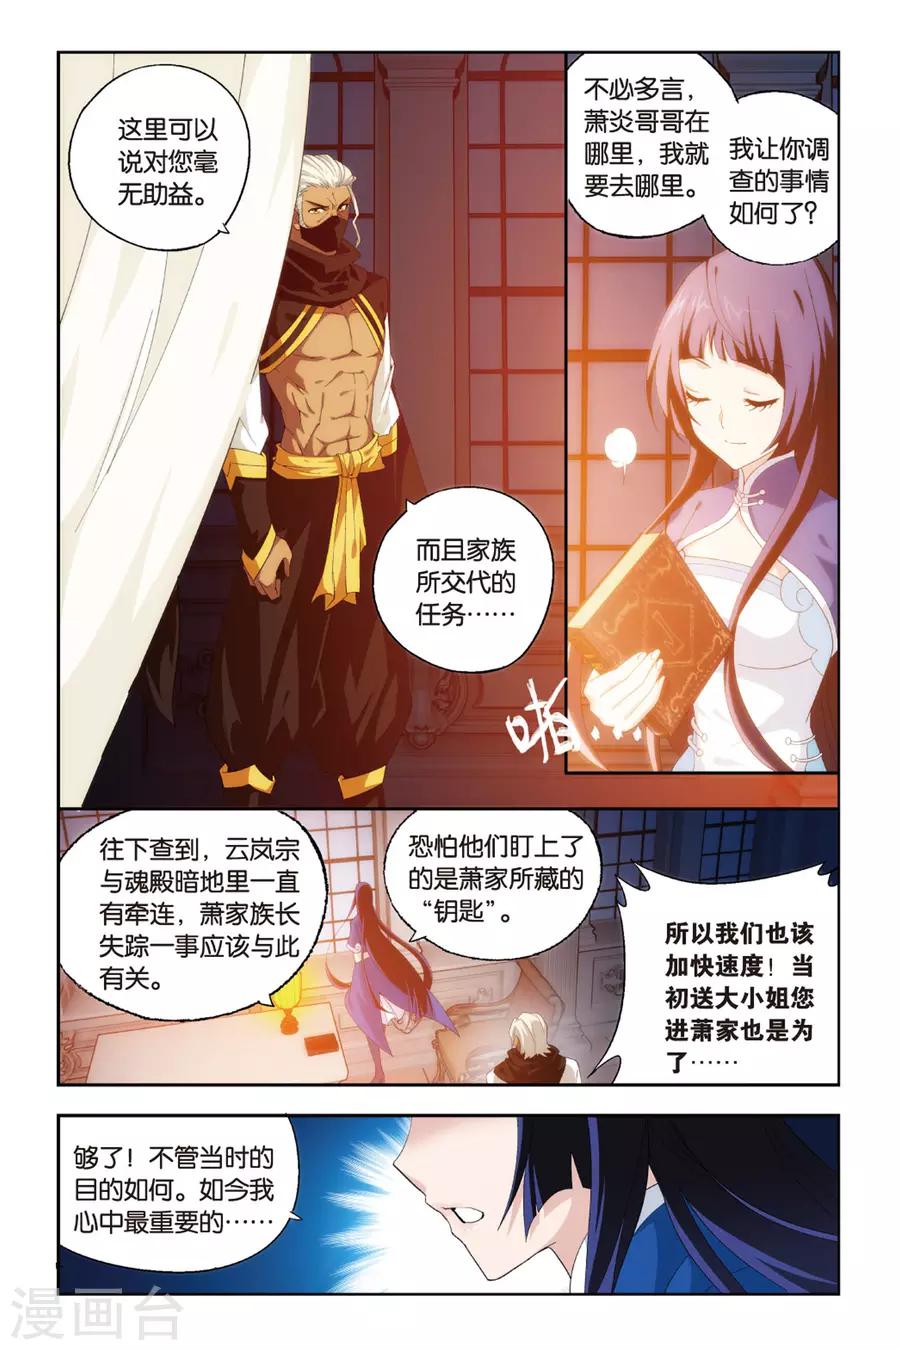 这里可以
说对您毫
无助益。
而且家族
所交代的
任务……
不必多言，
萧炎哥哥在
哪里，我就
要去哪里。
我让你调
查的事情
如何了？
啪
往下查到，云岚宗
与魂殿暗地里一直
有牵连，萧家族长
失踪一事应该与此
有关。
恐怕他们盯上了
的是萧家所藏的
“钥匙”。
所以我们也该
加快速度！当
初送大小姐您
进萧家也是为
了……
够了！不管当时的
目的如何。如今我
心中最重要的……
漫画台